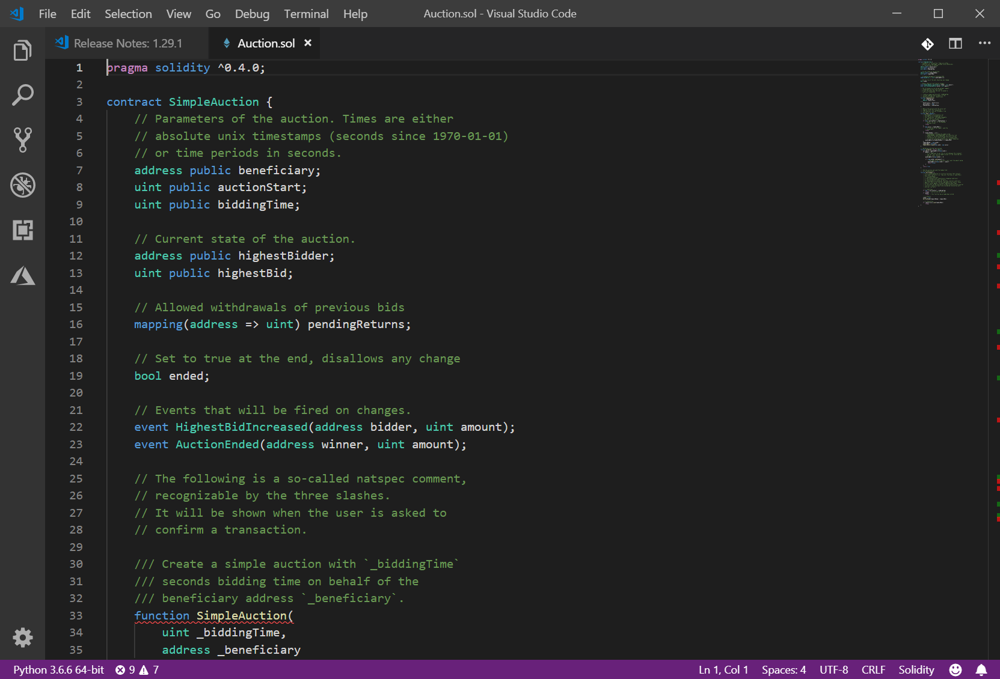 File Edit Selection View Go Debug Terminal Help Auction.sol - Visual Studio Code
Release Notes: 1.29.1 Auction.sol
1 pragma solidity ^0.4.0;
2
3 contract SimpleAuction {
4 // Parameters of the auction. Times are either
5 // absolute unix timestamps (seconds since 1970-01-01)
6 // or time periods in seconds.
7 address public beneficiary;
8 uint public auctionStart;
9 uint public biddingTime;
10
11 // Current state of the auction.
12 address public highestBidder;
13 uint public highestBid;
14
15 // Allowed withdrawals of previous bids
16 mapping(address => uint) pendingReturns;
17
18 // Set to true at the end, disallows any change
19 bool ended;
20
21 // Events that will be fired on changes.
22 event HighestBidIncreased(address bidder, uint amount);
23 event AuctionEnded(address winner, uint amount);
24
25 // The following is a so-called natspec comment,
26 // recognizable by the three slashes.
27 // It will be shown when the user is asked to
28 // confirm a transaction.
29
30 /// Create a simple auction with `_biddingTime`
31 /// seconds bidding time on behalf of the
32 /// beneficiary address `_beneficiary`.
33 function SimpleAuction(
34 uint _biddingTime,
35 address _beneficiary
Python 3.6.6 64-bit 9 7 Ln 1, Col 1 Spaces: 4 UTF-8 CRLF Solidity